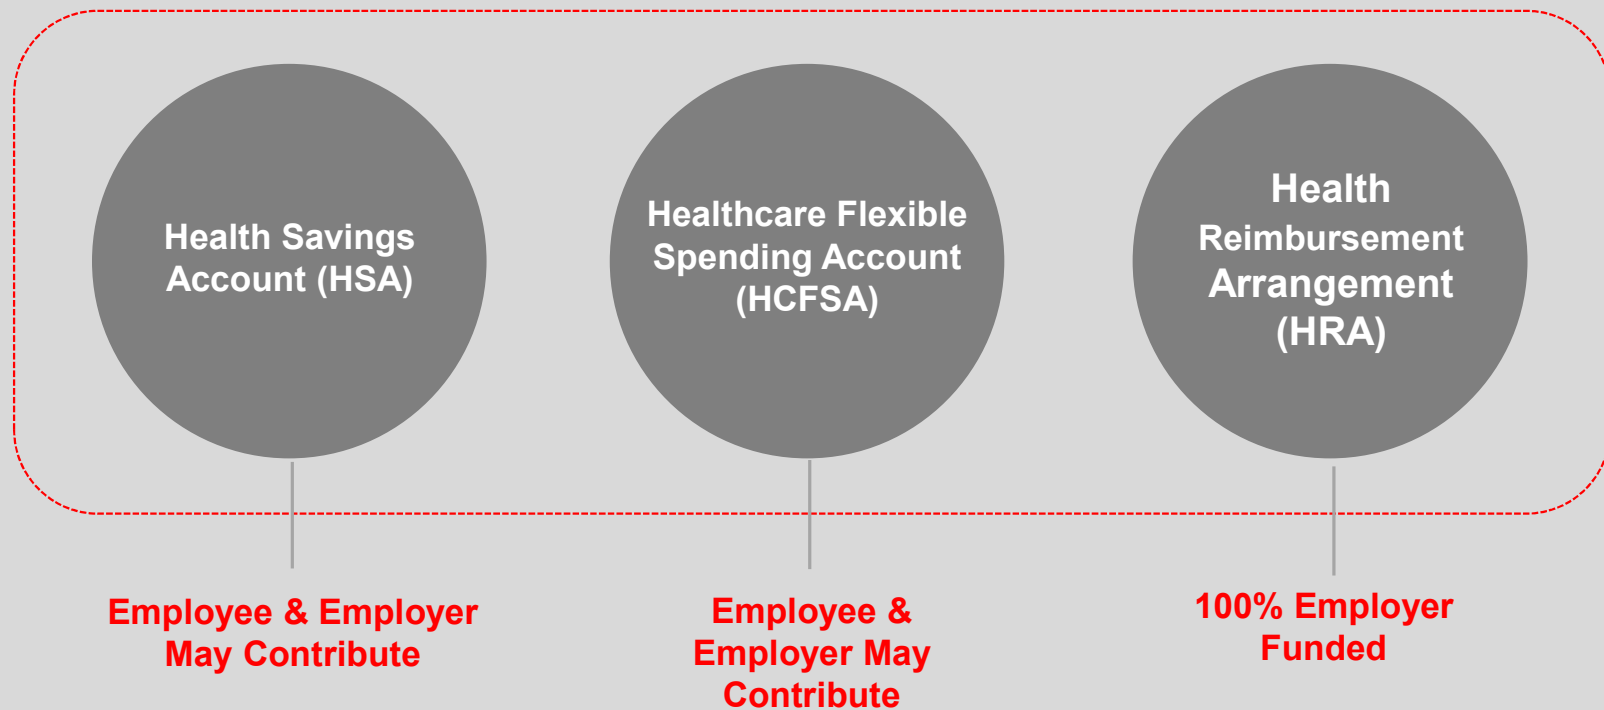 Health Savings
Account (HSA)
Healthcare Flexible
Spending Account
(HCFSA)
Health
Reimbursement
Arrangement
(HRA)
Employee & Employer
May Contribute
Employee &
Employer May
Contribute
100% Employer
Funded